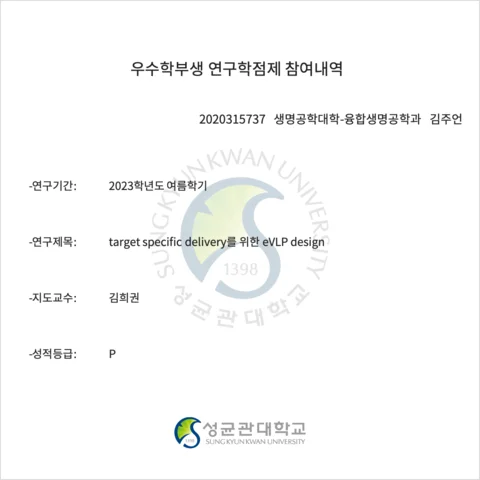 우수학부생 연구학점제 참여내역
2020315737 생명공학대학-융합생명공학과 김주언
-연구기간: 2023학년도 여름학기
-연구제목: target specific delivery를 위한 eVLP design
-지도교수: 김희권
-성적등급: P
SUNGKYUNKWAN UNIVERSITY
1398
성균관대학교
성균관대학교
SUNG KYUN KWAN UNIVERSITY